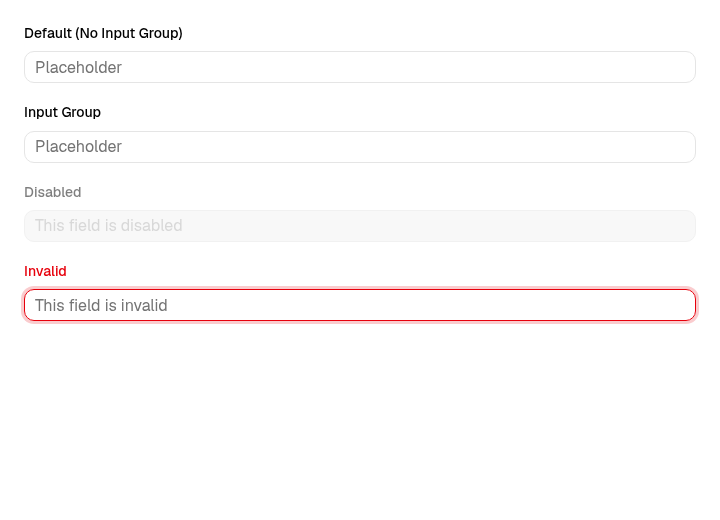 Default (No Input Group)
Placeholder
Input Group
Placeholder
Disabled
This field is disabled
Invalid
This field is invalid